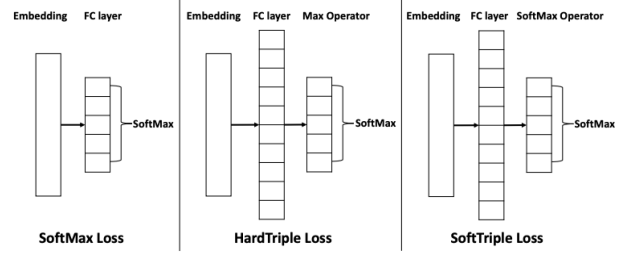 Embedding FC layer
SoftMax
SoftMax Loss
Embedding FC layer Max Operator
SoftMax
HardTriple Loss
Embedding FC layer SoftMax Operator
SoftMax
SoftTriple Loss